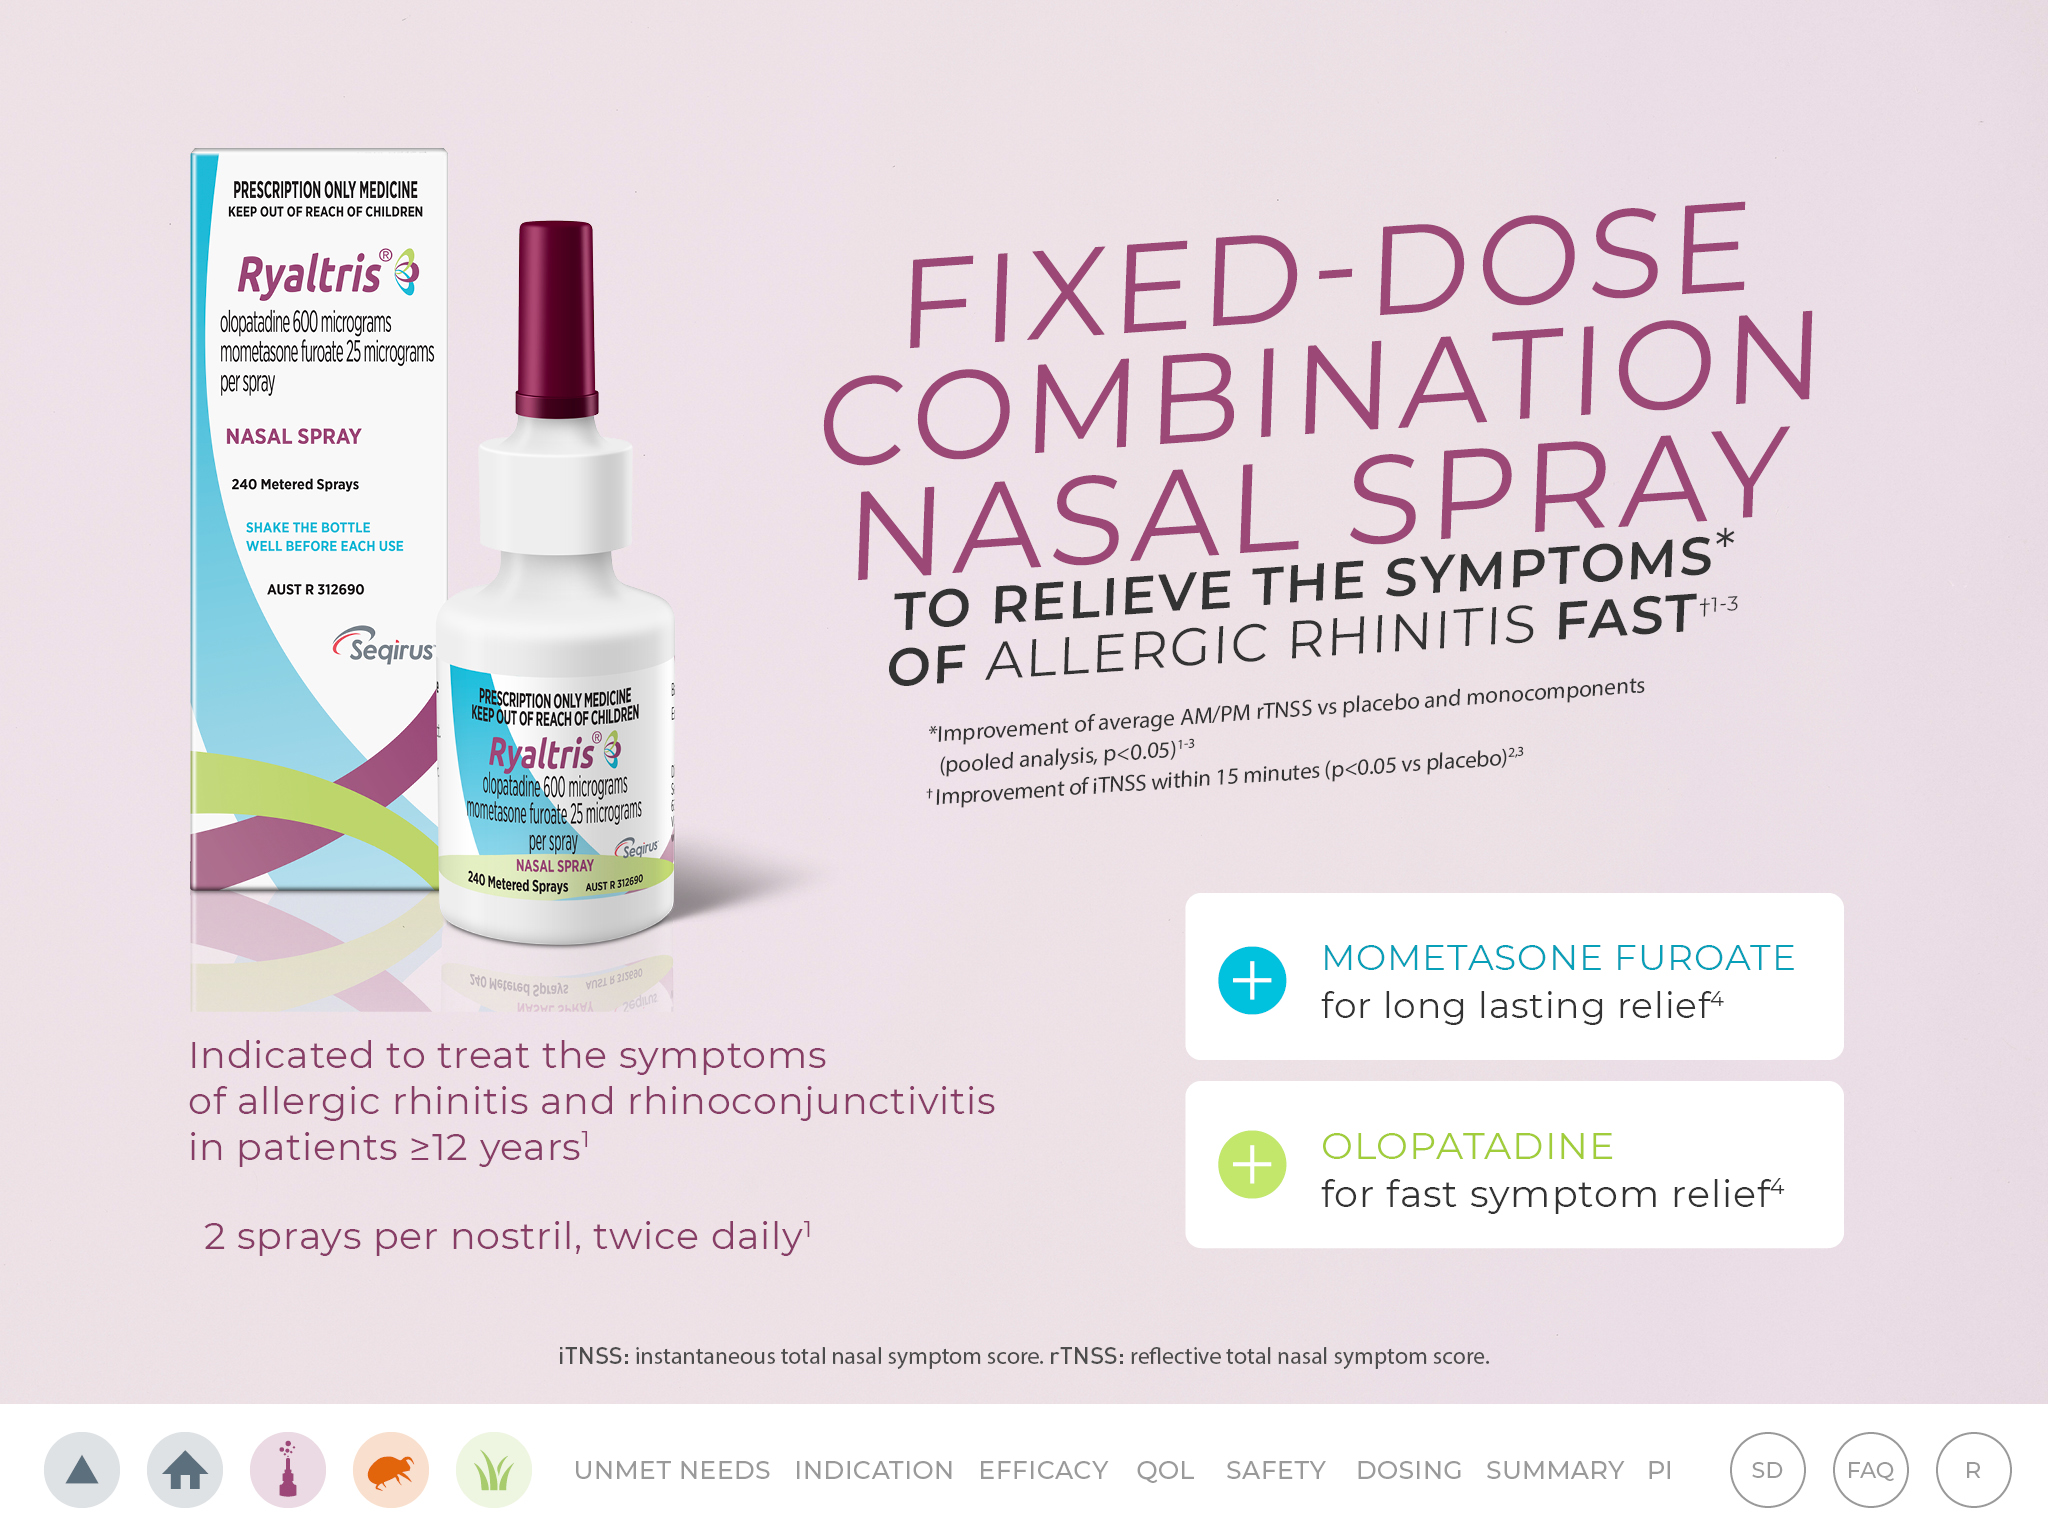 PRESCRIPTION ONLY MEDICINE
KEEP OUT OF REACH OF CHILDREN
Ryaltris®
olopatadine 600 micrograms
mometasone furoate 25 micrograms
per spray
NASAL SPRAY
240 Metered Sprays
SHAKE THE BOTTLE
WELL BEFORE EACH USE
AUST R 312690
Seqirus
PRESCRIPTION ONLY MEDICINE
KEEP OUT OF REACH OF CHILDREN
Ryaltris®
olopatadine 600 micrograms
mometasone furoate 25 micrograms
per spray
Seqirus
NASAL SPRAY
240 Metered Sprays AUST R 312690
FIXED-DOSE
COMBINATION
NASAL SPRAY
TO RELIEVE THE SYMPTOMS*
OF ALLERGIC RHINITIS FAST†1-3
*Improvement of average AM/PM rTNSS vs placebo and monocomponents
(pooled analysis, p<0.05)1-3
†Improvement of iTNSS within 15 minutes (p<0.05 vs placebo)2,3
MOMETASONE FUROATE
for long lasting relief4
OLOPATADINE
for fast symptom relief4
Indicated to treat the symptoms
of allergic rhinitis and rhinoconjunctivitis
in patients ≥12 years1
2 sprays per nostril, twice daily1
iTNSS: instantaneous total nasal symptom score. rTNSS: reflective total nasal symptom score.
UNMET NEEDS INDICATION EFFICACY QOL SAFETY DOSING SUMMARY PI SD FAQ R